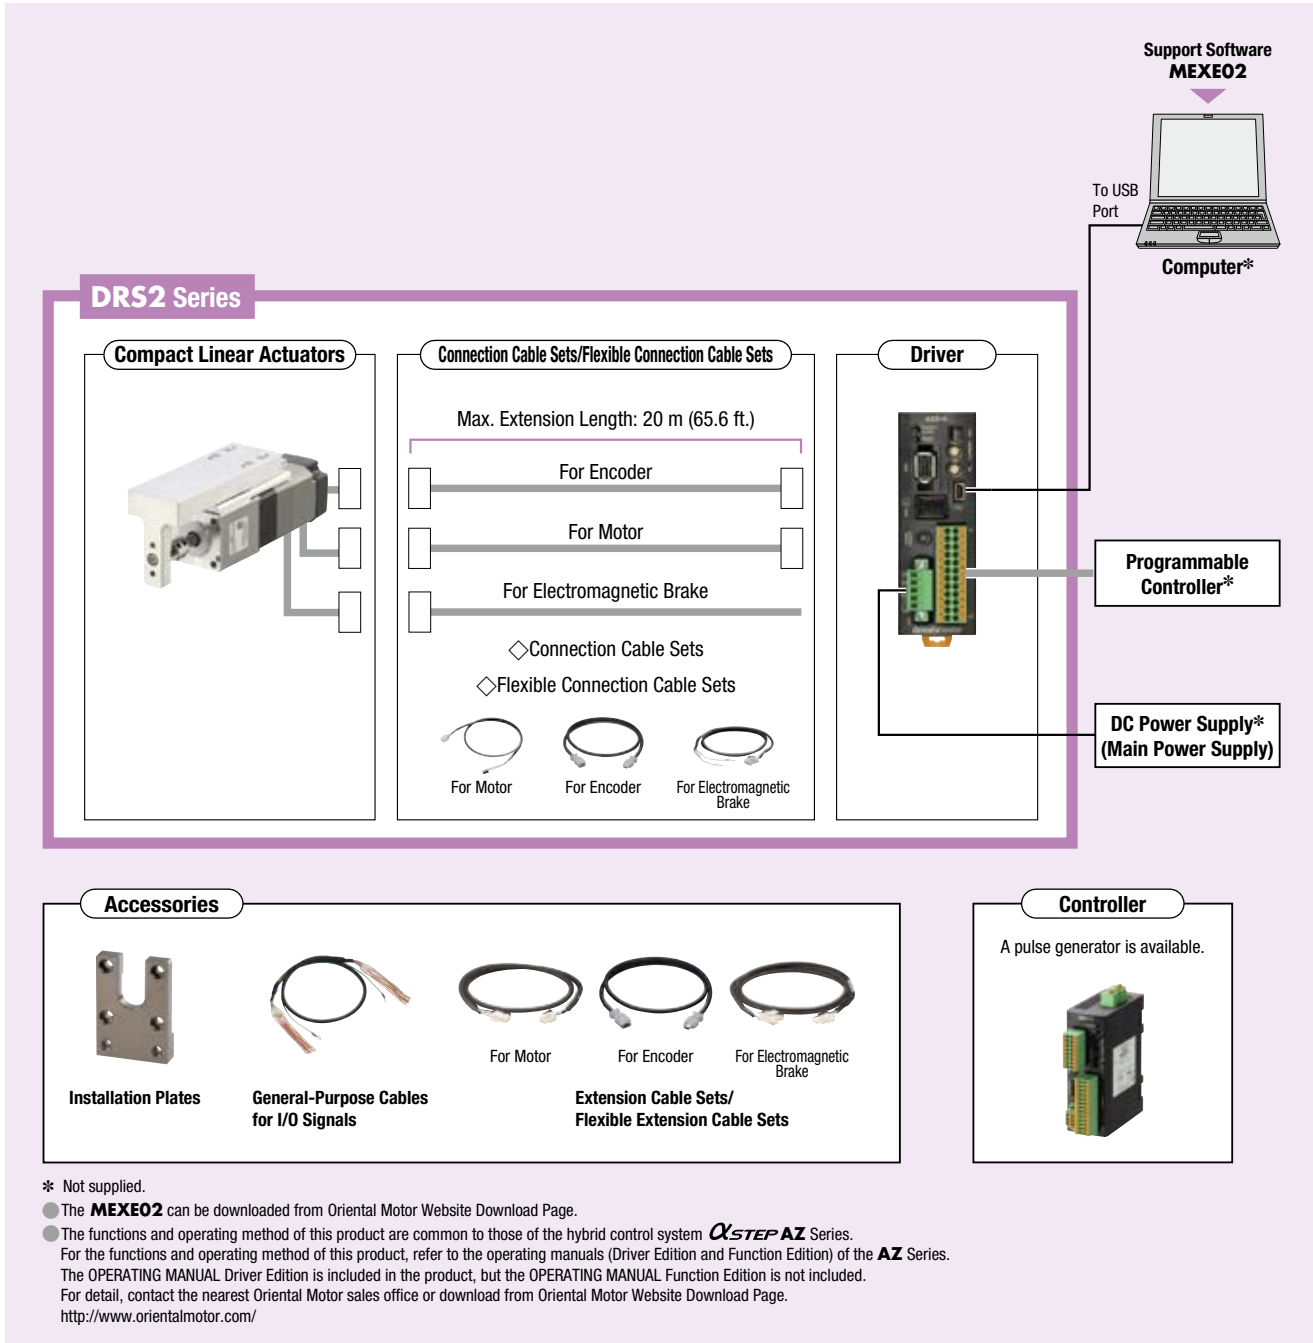 Support Software
MEXE02
To USB
Port
Computer*
DRS2 Series
Compact Linear Actuators
Connection Cable Sets/Flexible Connection Cable Sets
Driver
Max. Extension Length: 20 m (65.6 ft.)
For Encoder
For Motor
For Electromagnetic Brake
◇Connection Cable Sets
◇Flexible Connection Cable Sets
For Motor
For Encoder
For Electromagnetic
Brake
Programmable
Controller*
DC Power Supply*
(Main Power Supply)
Accessories
Installation Plates
General-Purpose Cables
for I/O Signals
For Motor
For Encoder
For Electromagnetic
Brake
Extension Cable Sets/
Flexible Extension Cable Sets
Controller
A pulse generator is available.
* Not supplied.
●The MEXE02 can be downloaded from Oriental Motor Website Download Page.
●The functions and operating method of this product are common to those of the hybrid control system αSTEP AZ Series.
For the functions and operating method of this product, refer to the operating manuals (Driver Edition and Function Edition) of the AZ Series.
The OPERATING MANUAL Driver Edition is included in the product, but the OPERATING MANUAL Function Edition is not included.
For detail, contact the nearest Oriental Motor sales office or download from Oriental Motor Website Download Page.
http://www.orientalmotor.com/